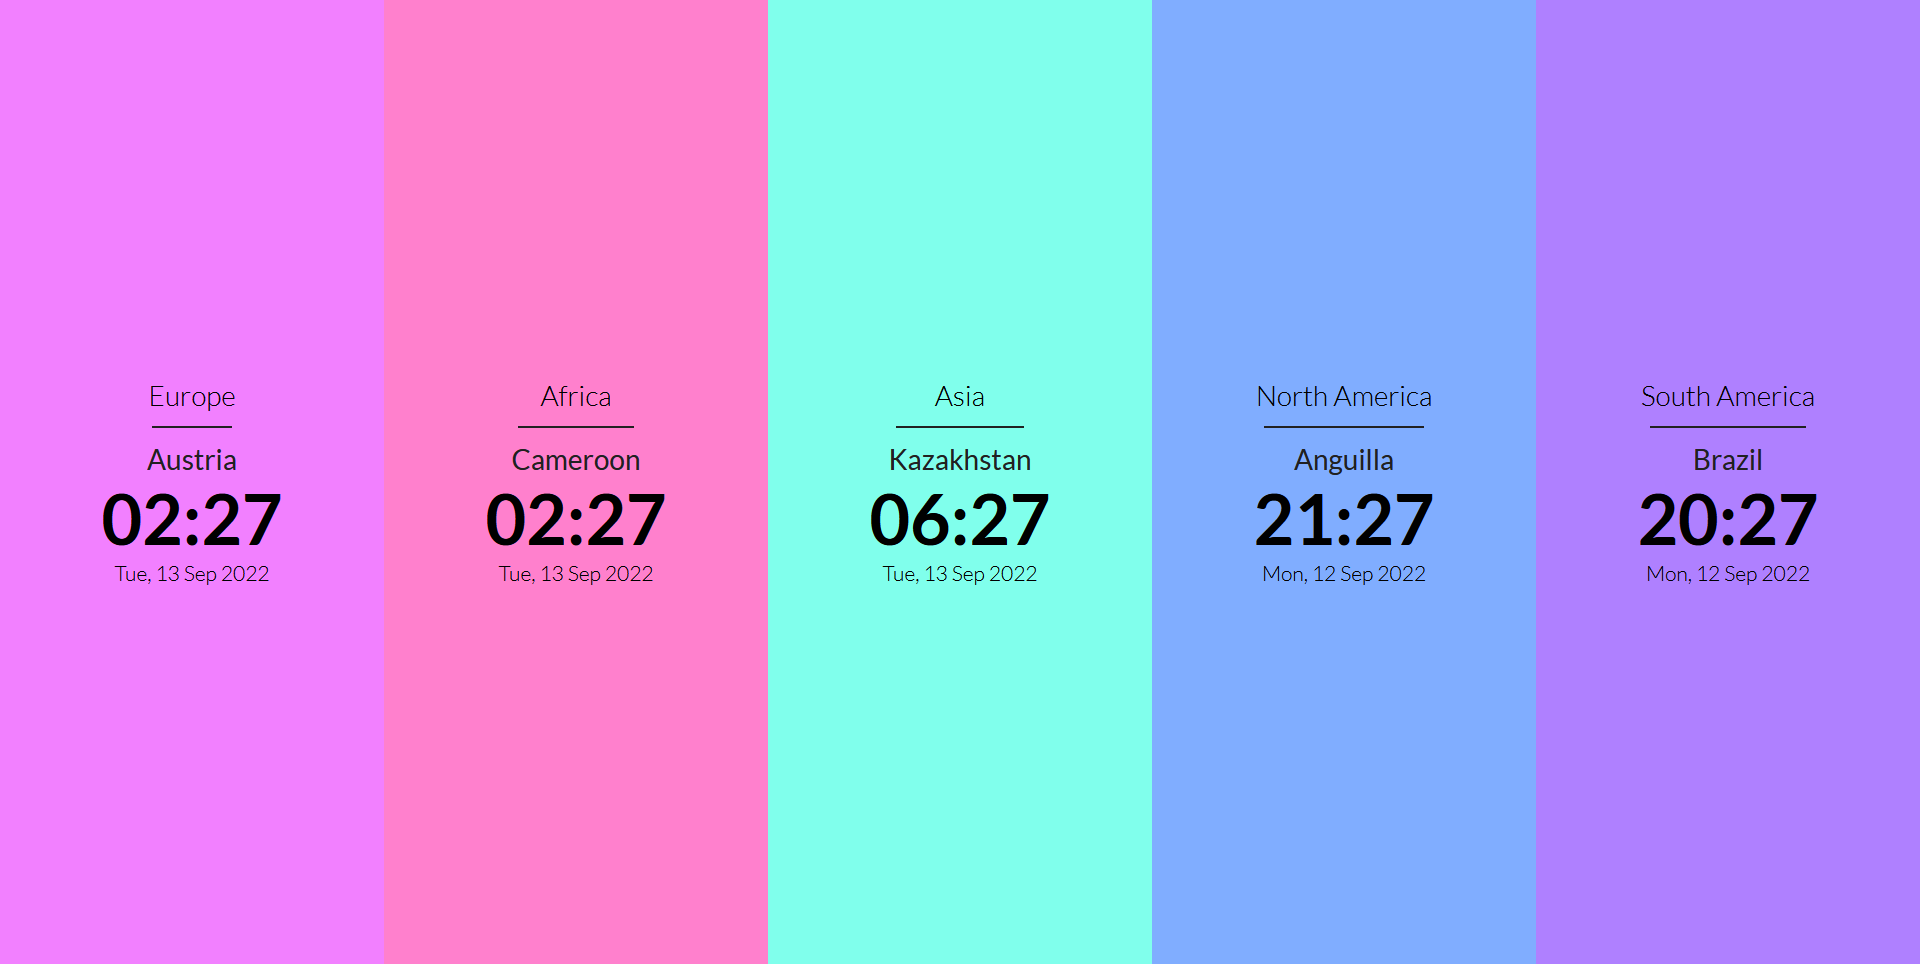 Europe
Austria
02:27
Tue, 13 Sep 2022
Africa
Cameroon
02:27
Tue, 13 Sep 2022
Asia
Kazakhstan
06:27
Tue, 13 Sep 2022
North America
Anguilla
21:27
Mon, 12 Sep 2022
South America
Brazil
20:27
Mon, 12 Sep 2022